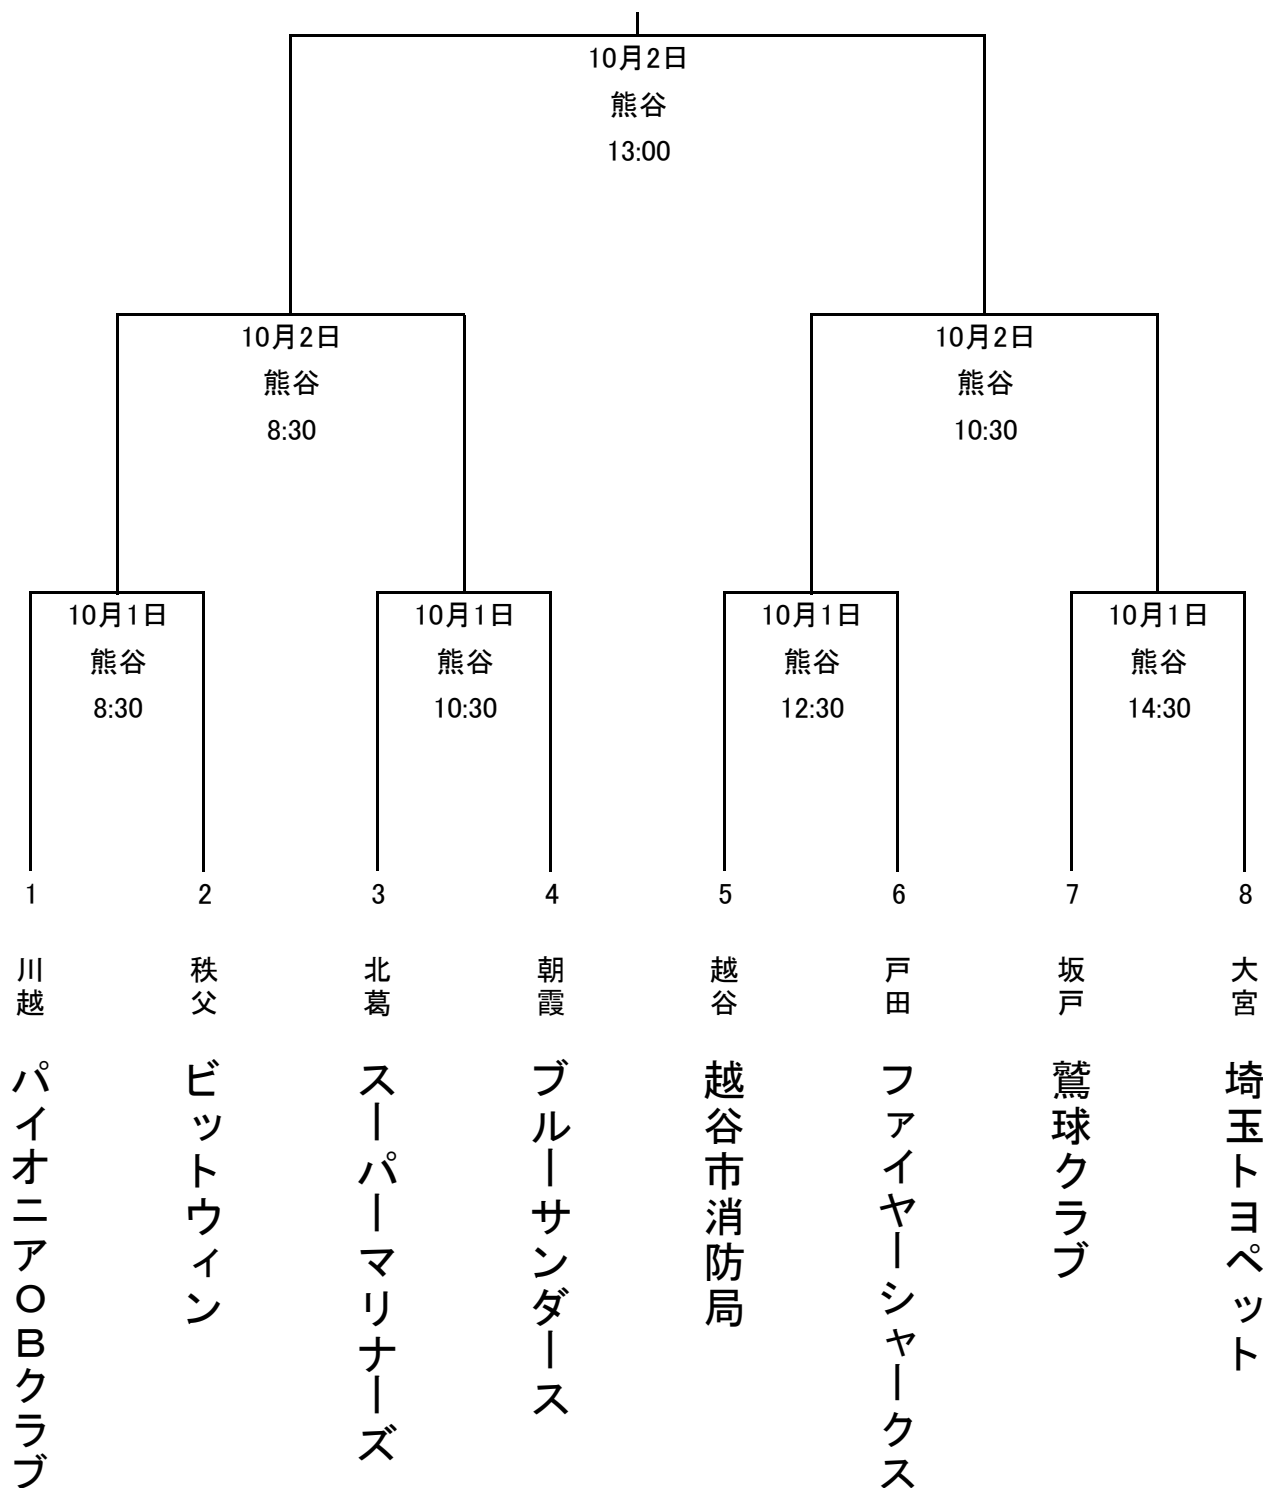 10月2日
熊谷
13:00
10月2日
熊谷
8:30
10月2日
熊谷
10:30
10月1日
熊谷
8:30
10月1日
熊谷
10:30
10月1日
熊谷
12:30
10月1日
熊谷
14:30
1
2
3
4
5
6
7
8
川越
秩父
北葛
朝霞
越谷
戸田
坂戸
大宮
パイオニアＯＢクラブ
ビットウィン
スーパーマリナーズ
ブルーサンダース
越谷市消防局
ファイヤーシャークス
鷲球クラブ
埼玉トヨペット